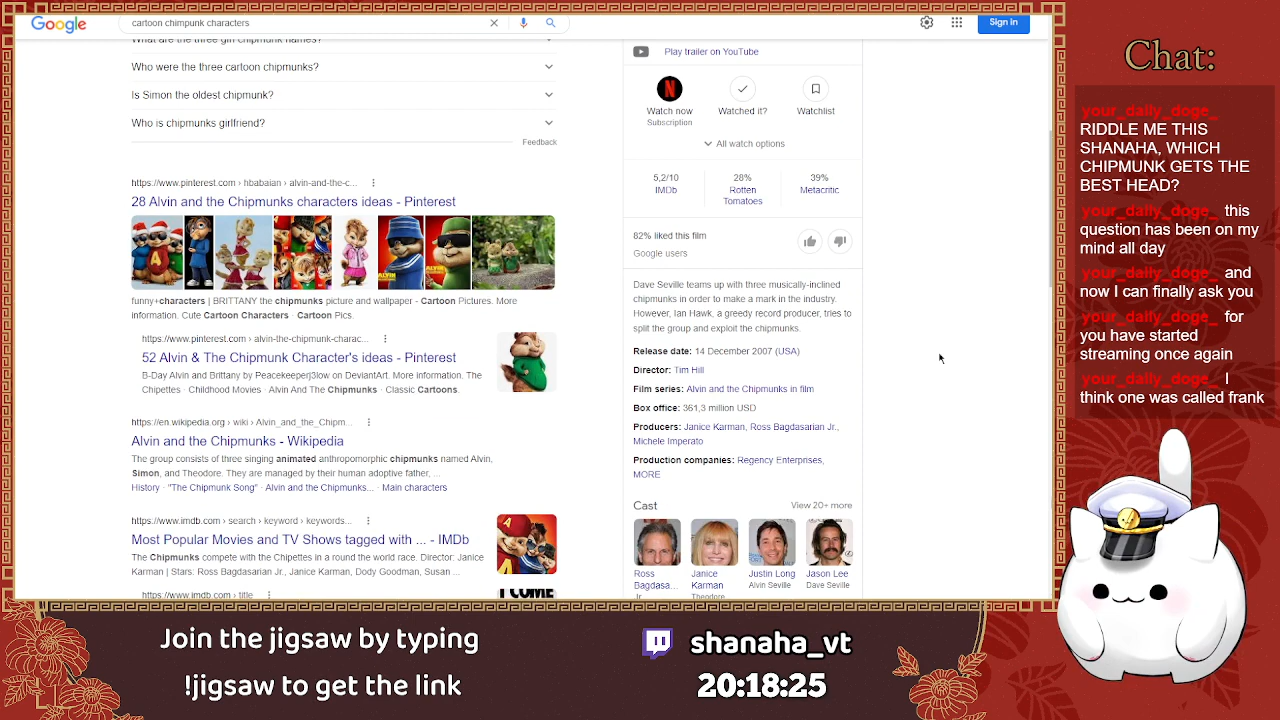 Google
cartoon chimpunk characters
Sign in
What are the three girl chipmunk names?
Who were the three cartoon chipmunks?
Is Simon the oldest chipmunk?
Who is chipmunks girlfriend?
Feedback
https://www.pinterest.com › hbabaian › alvin-and-the-c...
28 Alvin and the Chipmunks characters ideas - Pinterest
funny+characters | BRITTANY the chipmunks picture and wallpaper - Cartoon Pictures. More
information. Cute Cartoon Characters · Cartoon Pics.
https://www.pinterest.com › alvin-the-chipmunk-charac...
52 Alvin & The Chipmunk Character's ideas - Pinterest
B-Day Alvin and Brittany by Peacekeeperj3low on DeviantArt. More information. The
Chipettes · Childhood Movies · Alvin And The Chipmunks · Classic Cartoons.
https://en.wikipedia.org › wiki › Alvin_and_the_Chipm...
Alvin and the Chipmunks - Wikipedia
The group consists of three singing animated anthropomorphic chipmunks named Alvin,
Simon, and Theodore. They are managed by their human adoptive father, ...
History · "The Chipmunk Song" · Alvin and the Chipmunks... · Main characters
https://www.imdb.com › search › keyword › keywords...
Most Popular Movies and TV Shows tagged with ... - IMDb
The Chipmunks compete with the Chipettes in a round the world race. Director: Janice
Karman | Stars: Ross Bagdasarian Jr., Janice Karman, Dody Goodman, Susan ...
https://www.imdb.com › title
I COME
Play trailer on YouTube
N
Watch now
Subscription
Watched it?
Watchlist
All watch options
5,2/10
IMDb
28%
Rotten
Tomatoes
39%
Metacritic
82% liked this film
Google users
Dave Seville teams up with three musically-inclined
chipmunks in order to make a mark in the industry.
However, Ian Hawk, a greedy record producer, tries to
split the group and exploit the chipmunks.
Release date: 14 December 2007 (USA)
Director: Tim Hill
Film series: Alvin and the Chipmunks in film
Box office: 361,3 million USD
Producers: Janice Karman, Ross Bagdasarian Jr.,
Michele Imperato
Production companies: Regency Enterprises,
MORE
Cast
View 20+ more
Ross
Bagdasa...
Jr.
Janice
Karman
Theodore
Justin Long
Alvin Seville
Jason Lee
Dave Seville
Chat:
your_daily_doge_
RIDDLE ME THIS
SHANAHA, WHICH
CHIPMUNK GETS THE
BEST HEAD?
your_daily_doge_ this
question has been on my
mind all day
your_daily_doge_ and
now I can finally ask you
your_daily_doge_ for
you have started
streaming once again
your_daily_doge_ I
think one was called frank
Join the jigsaw by typing
!jigsaw to get the link
shanaha_vt
20:18:25